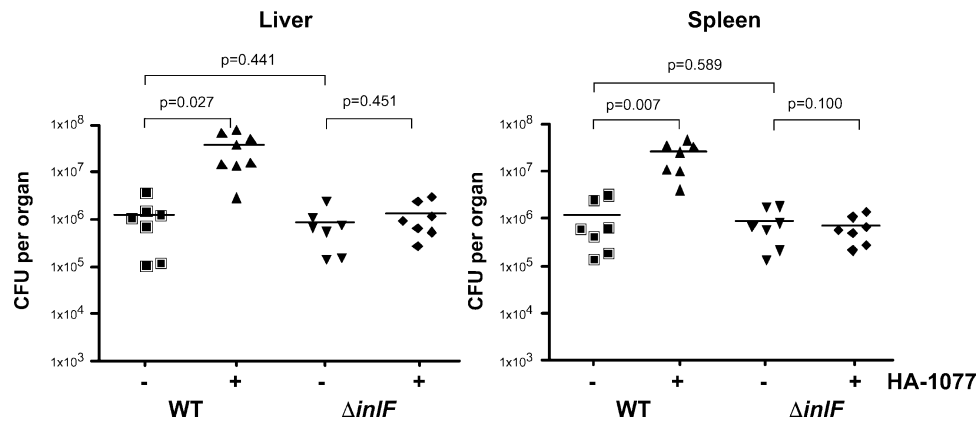 Liver
p=0.441
p=0.027
p=0.451
CFU per organ
1x10⁸
1x10⁷
1x10⁶
1x10⁵
1x10⁴
1x10³
- + - +
WT ΔinlF
Spleen
p=0.589
p=0.007
p=0.100
CFU per organ
1x10⁸
1x10⁷
1x10⁶
1x10⁵
1x10⁴
1x10³
- + - + HA-1077
WT ΔinlF